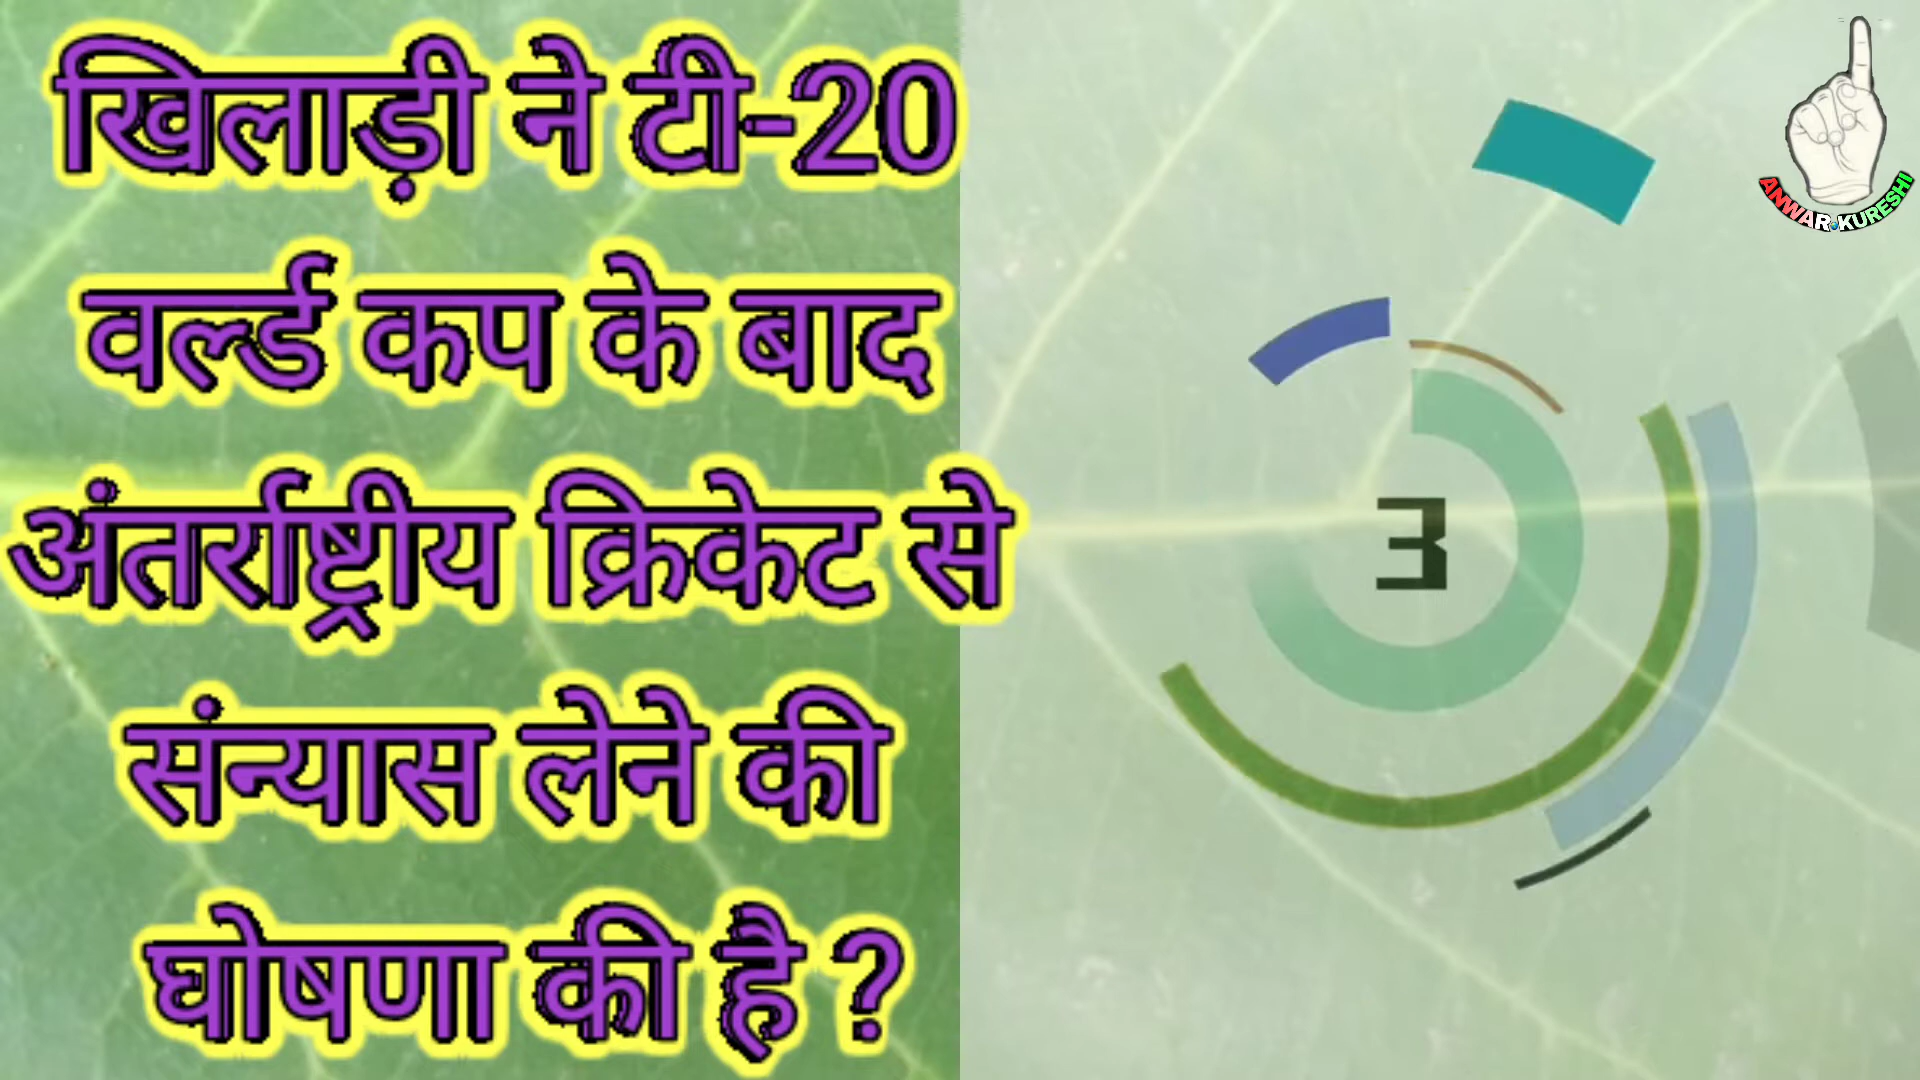 खिलाड़ी ने टी-20
वर्ल्ड कप के बाद
अंतर्राष्ट्रीय क्रिकेट से
संन्यास लेने की
घोषणा की है ?
3
ANWAR KURESHI